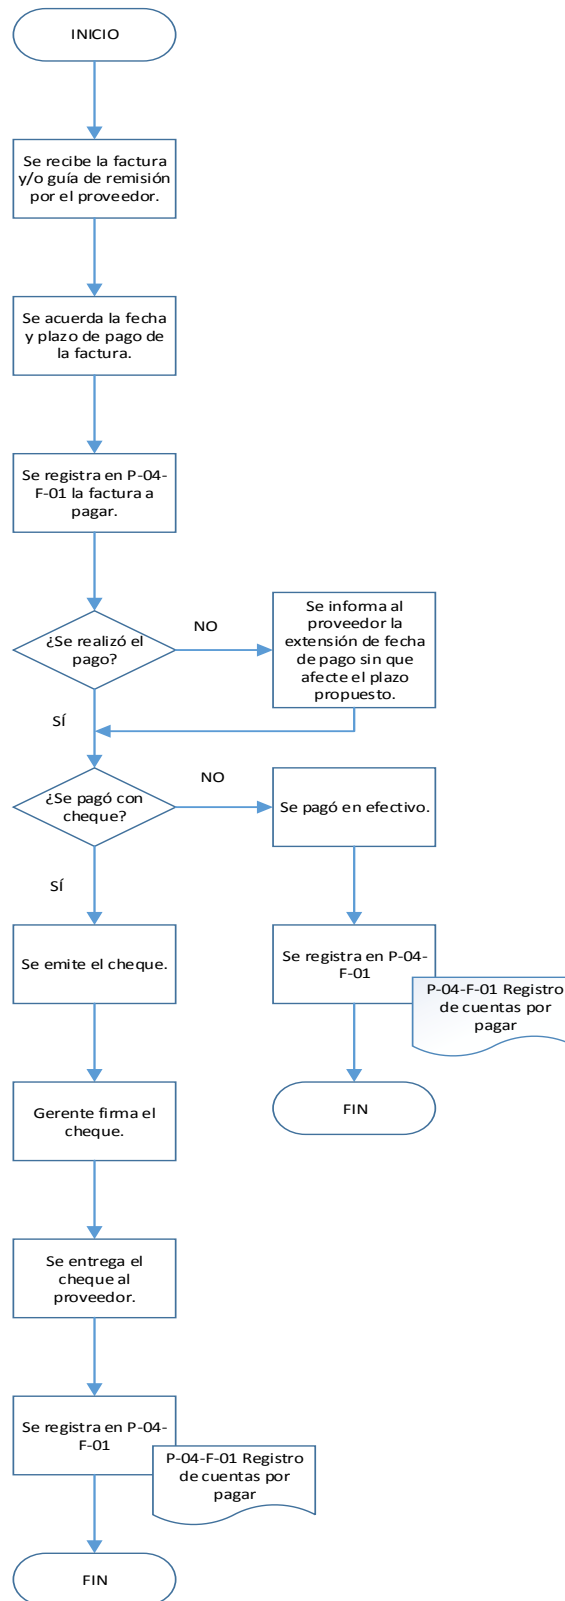 INICIO
Se recibe la factura
y/o guía de remisión
por el proveedor.
Se acuerda la fecha
y plazo de pago de
la factura.
Se registra en P-04-
F-01 la factura a
pagar.
¿Se realizó el
pago?
NO
Se informa al
proveedor la
extensión de fecha
de pago sin que
afecte el plazo
propuesto.
SÍ
¿Se pagó con
cheque?
NO
Se pagó en efectivo.
SÍ
Se emite el cheque.
Se registra en P-04-
F-01
P-04-F-01 Registro
de cuentas por
pagar
Gerente firma el
cheque.
FIN
Se entrega el
cheque al
proveedor.
Se registra en P-04-
F-01
P-04-F-01 Registro
de cuentas por
pagar
FIN